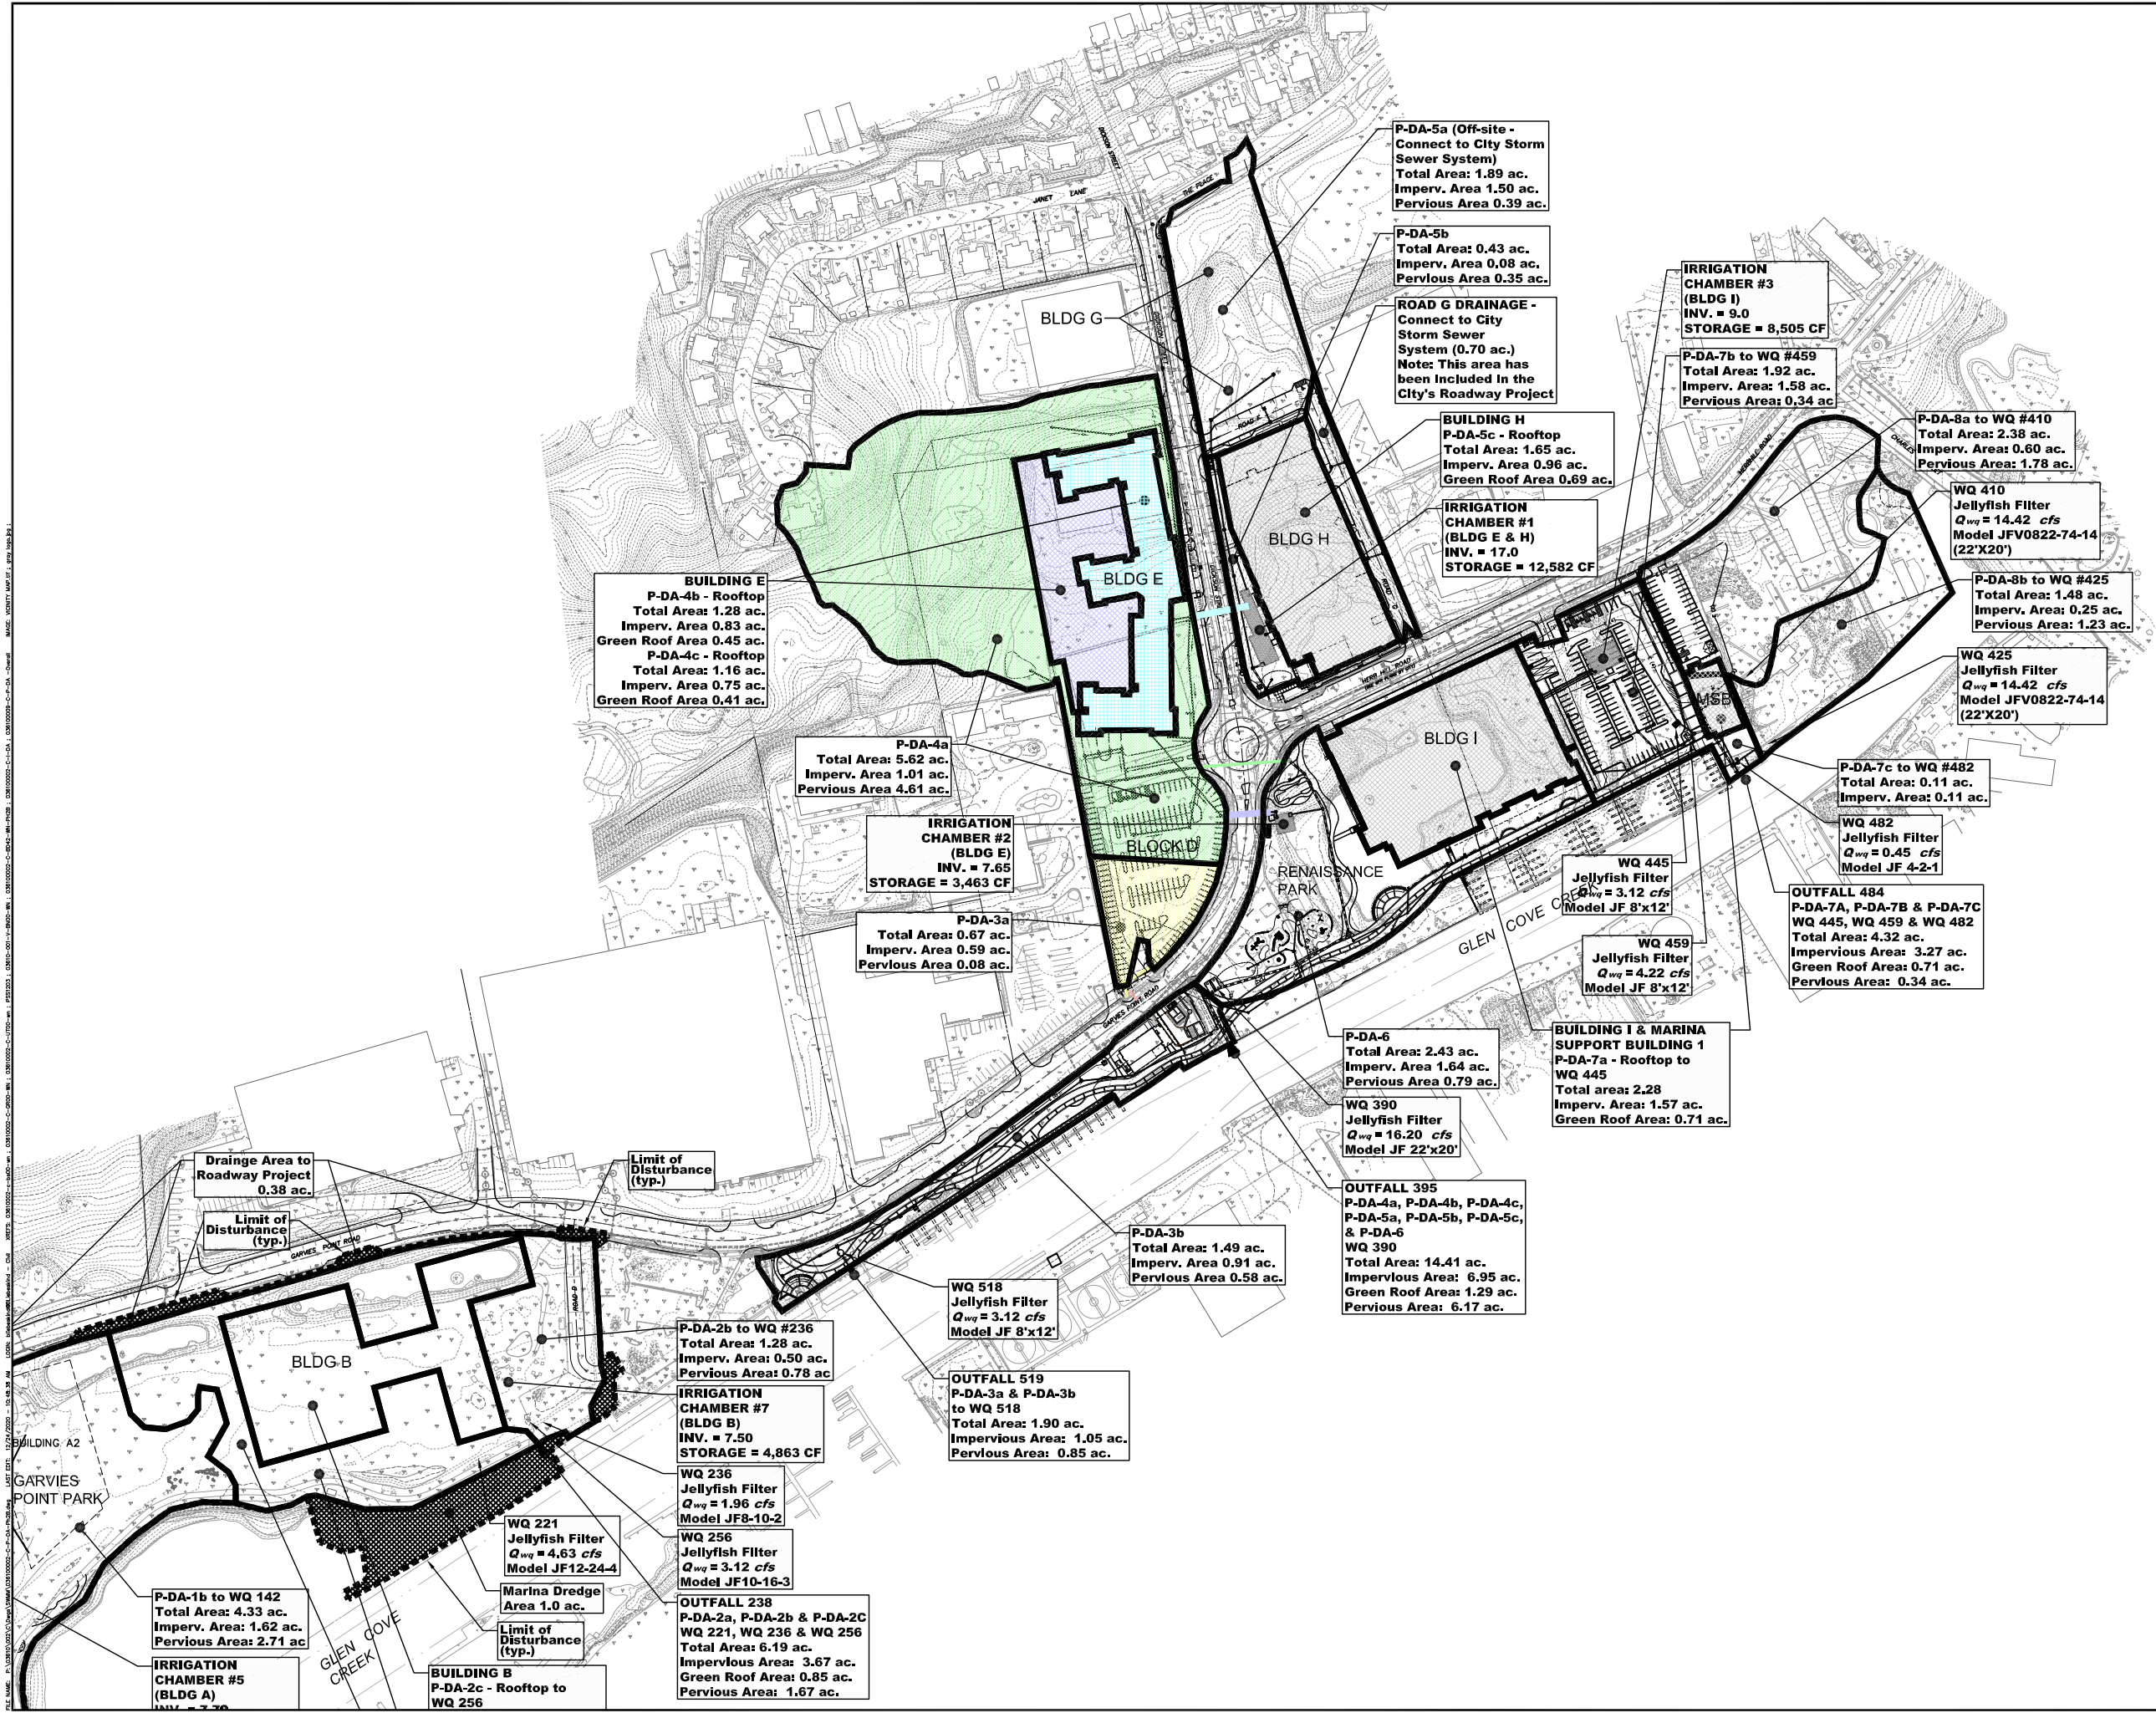 P-DA-5a (Off-site -
Connect to City Storm
Sewer System)
Total Area: 1.89 ac.
Imperv. Area 1.50 ac.
Pervious Area 0.39 ac.
P-DA-5b
Total Area: 0.43 ac.
Imperv. Area 0.08 ac.
Pervious Area 0.35 ac.
ROAD G DRAINAGE -
Connect to City
Storm Sewer
System (0.70 ac.)
Note: This area has
been included in the
City's Roadway Project
BUILDING H
P-DA-5c - Rooftop
Total Area: 1.65 ac.
Imperv. Area 0.96 ac.
Green Roof Area 0.69 ac.
IRRIGATION
CHAMBER #1
(BLDG E & H)
INV. = 17.0
STORAGE = 12,582 CF
IRRIGATION
CHAMBER #3
(BLDG I)
INV. = 9.0
STORAGE = 8,505 CF
P-DA-7b to WQ #459
Total Area: 1.92 ac.
Imperv. Area: 1.58 ac.
Pervious Area: 0.34 ac
P-DA-8a to WQ #410
Total Area: 2.38 ac.
Imperv. Area: 0.60 ac.
Pervious Area: 1.78 ac.
WQ 410
Jellyfish Filter
Qwq = 14.42 cfs
Model JFV0822-74-14
(22'X20')
P-DA-8b to WQ #425
Total Area: 1.48 ac.
Imperv. Area: 0.25 ac.
Pervious Area: 1.23 ac.
WQ 425
Jellyfish Filter
Qwq = 14.42 cfs
Model JFV0822-74-14
(22'X20')
P-DA-7c to WQ #482
Total Area: 0.11 ac.
Imperv. Area: 0.11 ac.
WQ 482
Jellyfish Filter
Qwq = 0.45 cfs
Model JF 4-2-1
OUTFALL 484
P-DA-7A, P-DA-7B & P-DA-7C
WQ 445, WQ 459 & WQ 482
Total Area: 4.32 ac.
Impervious Area: 3.27 ac.
Green Roof Area: 0.71 ac.
Pervious Area: 0.34 ac.
WQ 445
Jellyfish Filter
Qwq = 3.12 cfs
Model JF 8'x12'
WQ 459
Jellyfish Filter
Qwq = 4.22 cfs
Model JF 8'x12'
BUILDING I & MARINA
SUPPORT BUILDING 1
P-DA-7a - Rooftop to
WQ 445
Total area: 2.28
Imperv. Area: 1.57 ac.
Green Roof Area: 0.71 ac.
BUILDING E
P-DA-4b - Rooftop
Total Area: 1.28 ac.
Imperv. Area: 0.83 ac.
Green Roof Area 0.45 ac.
P-DA-4c - Rooftop
Total Area: 1.16 ac.
Imperv. Area: 0.75 ac.
Green Roof Area 0.41 ac.
P-DA-4a
Total Area: 5.62 ac.
Imperv. Area 1.01 ac.
Pervious Area 4.61 ac.
IRRIGATION
CHAMBER #2
(BLDG E)
INV. = 7.65
STORAGE = 3,463 CF
P-DA-3a
Total Area: 0.67 ac.
Imperv. Area: 0.59 ac.
Pervious Area 0.08 ac.
P-DA-6
Total Area: 2.43 ac.
Imperv. Area 1.64 ac.
Pervious Area 0.79 ac.
WQ 390
Jellyfish Filter
Qwq = 16.20 cfs
Model JF 22'x20'
OUTFALL 395
P-DA-4a, P-DA-4b, P-DA-4c,
P-DA-5a, P-DA-5b, P-DA-5c,
& P-DA-6
WQ 390
Total Area: 14.41 ac.
Impervious Area: 6.95 ac.
Green Roof Area: 1.29 ac.
Pervious Area: 6.17 ac.
P-DA-3b
Total Area: 1.49 ac.
Imperv. Area 0.91 ac.
Pervious Area 0.58 ac.
WQ 518
Jellyfish Filter
Qwq = 3.12 cfs
Model JF 8'x12'
OUTFALL 519
P-DA-3a & P-DA-3b
to WQ 518
Total Area: 1.90 ac.
Impervious Area: 1.05 ac.
Pervious Area: 0.85 ac.
Drainge Area to
Roadway Project
0.38 ac.
Limit of
Disturbance
(typ.)
Limit of
Disturbance
(typ.)
P-DA-2b to WQ #236
Total Area: 1.28 ac.
Imperv. Area: 0.50 ac.
Pervious Area: 0.78 ac
IRRIGATION
CHAMBER #7
(BLDG B)
INV. = 7.50
STORAGE = 4,863 CF
WQ 236
Jellyfish Filter
Qwq = 1.96 cfs
Model JF8-10-2
WQ 256
Jellyfish Filter
Qwq = 3.12 cfs
Model JF10-16-3
OUTFALL 238
P-DA-2a, P-DA-2b & P-DA-2C
WQ 221, WQ 236 & WQ 256
Total Area: 6.19 ac.
Impervious Area: 3.67 ac.
Green Roof Area: 0.85 ac.
Pervious Area: 1.67 ac.
WQ 221
Jellyfish Filter
Qwq = 4.63 cfs
Model JF12-24-4
Marina Dredge
Area 1.0 ac.
Limit of
Disturbance
(typ.)
P-DA-1b to WQ 142
Total Area: 4.33 ac.
Imperv. Area: 1.62 ac.
Pervious Area: 2.71 ac
IRRIGATION
CHAMBER #5
(BLDG A)
INV. = 7.70
BUILDING B
P-DA-2c - Rooftop to
WQ 256
BLDG G
BLDG H
BLDG E
BLDG I
MSB
BLOCK D
RENAISSANCE
PARK
GLEN COVE CREEK
BLDG B
BUILDING A2
GARVIES
POINT PARK
GLEN COVE
CREEK
JANET LANE
DICKSON STREET
THE PLACE
ROAD E
ROAD G
HERB HILL ROAD
GARVIES POINT ROAD
GARVIES POINT ROAD
ROAD D